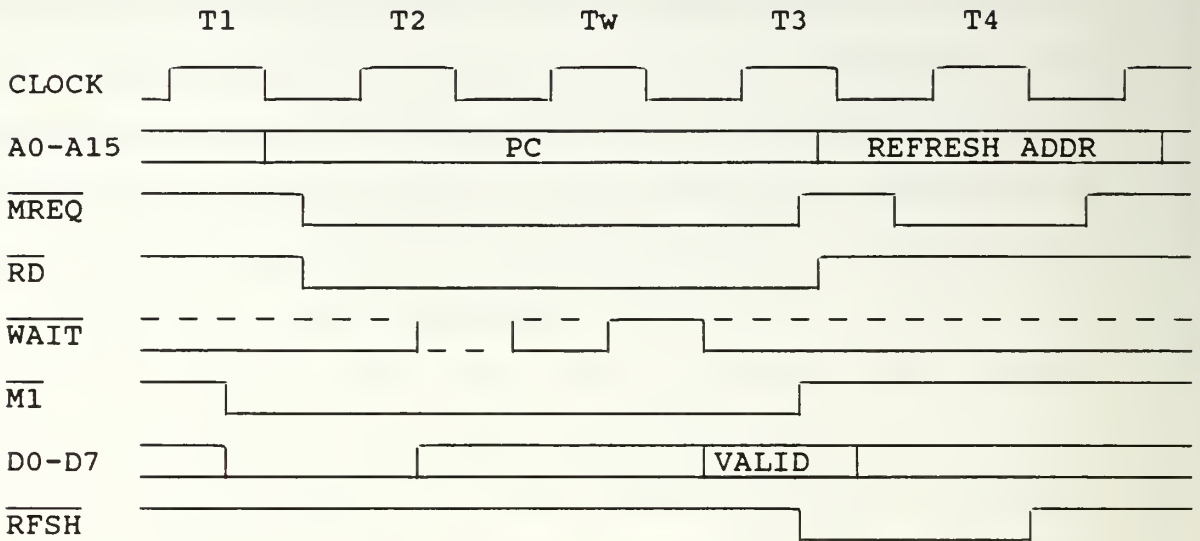 T1 T2 Tw T3 T4
CLOCK
A0-A15 PC REFRESH ADDR
MREQ
RD
WAIT
M1
D0-D7 VALID
RFSH